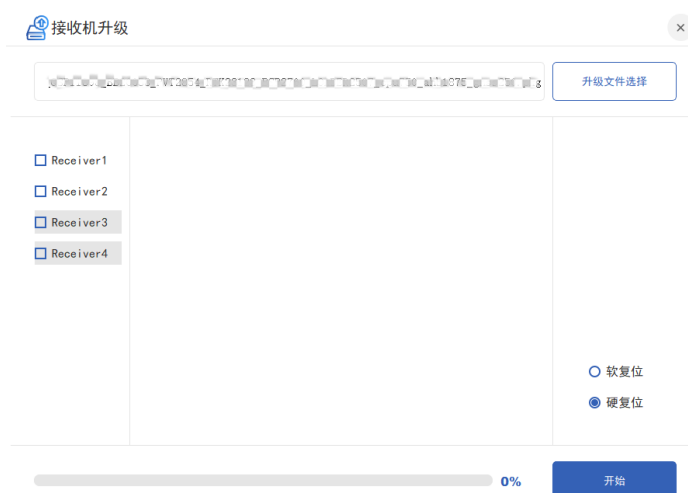 接收机升级
升级文件选择
Receiver1
Receiver2
Receiver3
Receiver4
软复位
硬复位
0%
开始